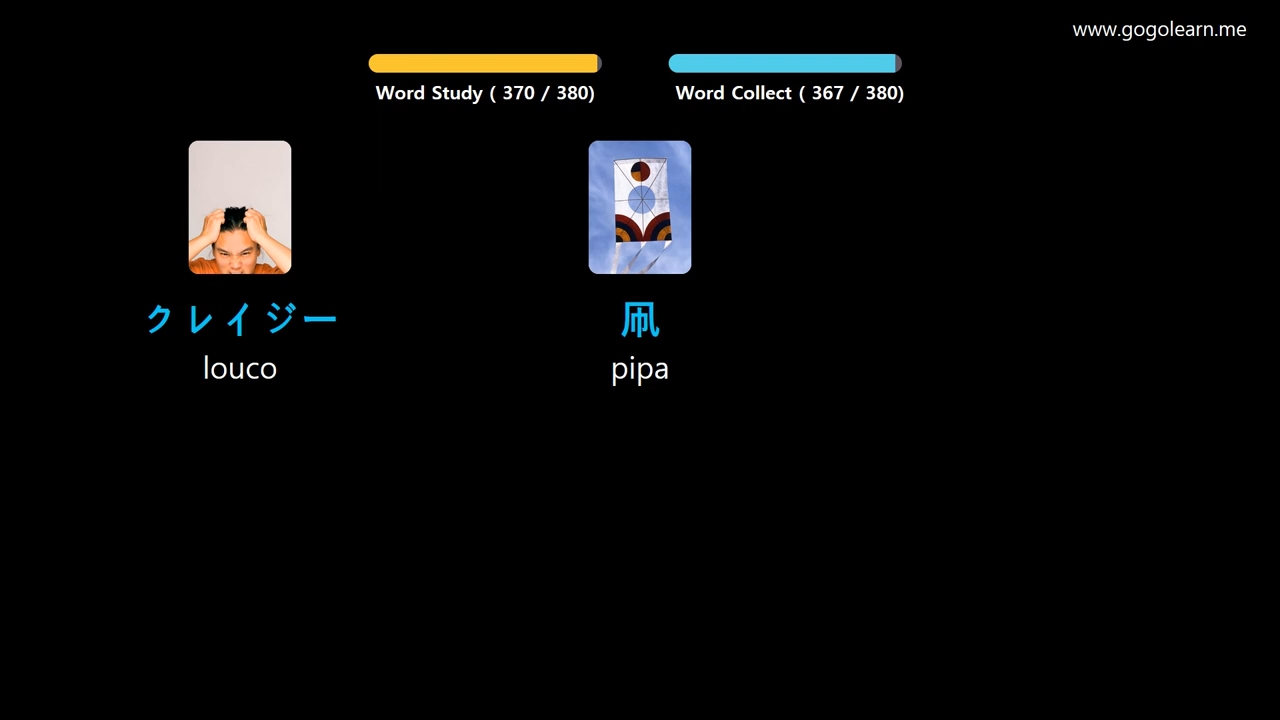 www.gogolearn.me
Word Study ( 370 / 380)
Word Collect ( 367 / 380)
クレイジー
凧
louco
pipa